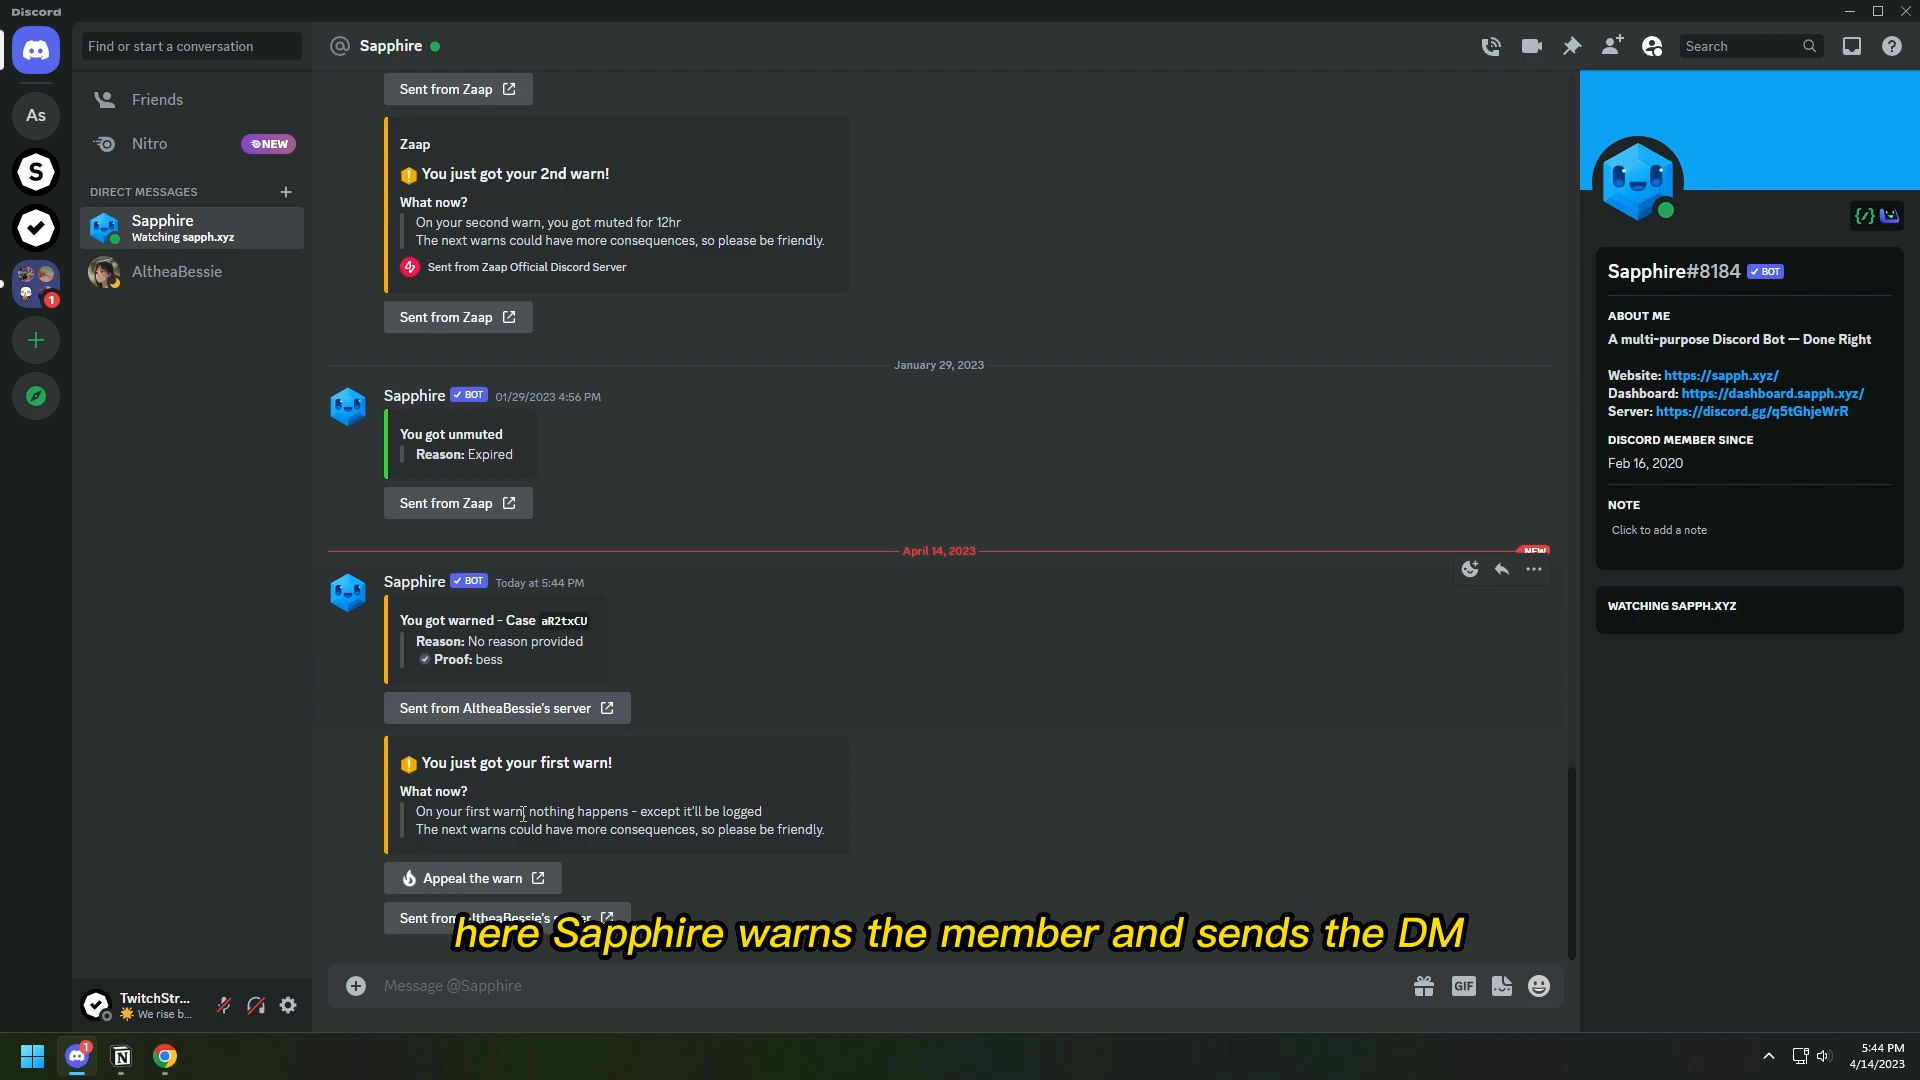 Discord
Find or start a conversation
Sapphire
Search
As
Friends
Nitro
NEW
DIRECT MESSAGES
Sapphire
Watching sapph.xyz
AltheaBessie
S
1
Sent from Zaap
Zaap
You just got your 2nd warn!
What now?
On your second warn, you got muted for 12hr
The next warns could have more consequences, so please be friendly.
Sent from Zaap Official Discord Server
Sent from Zaap
January 29, 2023
Sapphire BOT 01/29/2023 4:56 PM
You got unmuted
Reason: Expired
Sent from Zaap
April 14, 2023
NEW
Sapphire BOT Today at 5:44 PM
You got warned - Case aR2txCU
Reason: No reason provided
Proof: bess
Sent from AltheaBessie's server
You just got your first warn!
What now?
On your first warn, nothing happens - except it'll be logged
The next warns could have more consequences, so please be friendly.
Appeal the warn
Sent from AltheaBessie's server
here Sapphire warns the member and sends the DM
Message @Sapphire
GIF
Sapphire#8184 BOT
ABOUT ME
A multi-purpose Discord Bot — Done Right
Website: https://sapph.xyz/
Dashboard: https://dashboard.sapph.xyz/
Server: https://discord.gg/q5tGhjeWrR
DISCORD MEMBER SINCE
Feb 16, 2020
NOTE
Click to add a note
WATCHING SAPPH.XYZ
TwitchStr...
We rise b...
1
5:44 PM
4/14/2023